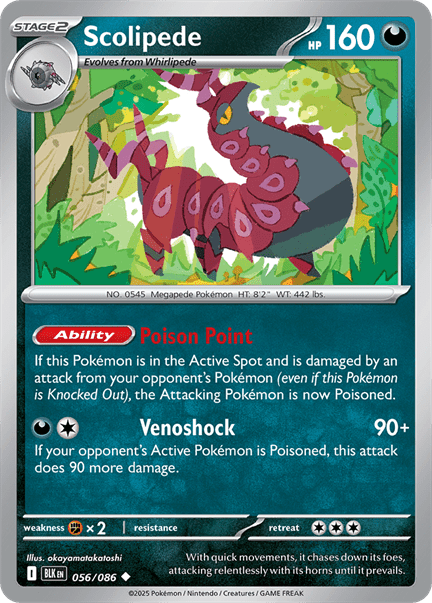 STAGE2
Scolipede
HP 160
Evolves from Whirlipede
NO. 0545 Megapede Pokémon HT: 8'2" WT: 442 lbs.
Ability Poison Point
If this Pokémon is in the Active Spot and is damaged by an
attack from your opponent's Pokémon (even if this Pokémon
is Knocked Out), the Attacking Pokémon is now Poisoned.
Venoshock 90+
If your opponent's Active Pokémon is Poisoned, this attack
does 90 more damage.
weakness ×2 resistance retreat
Illus. okayamatakatoshi
I BLK EN 056/086
With quick movements, it chases down its foes,
attacking relentlessly with its horns until it prevails.
©2025 Pokémon / Nintendo / Creatures / GAME FREAK